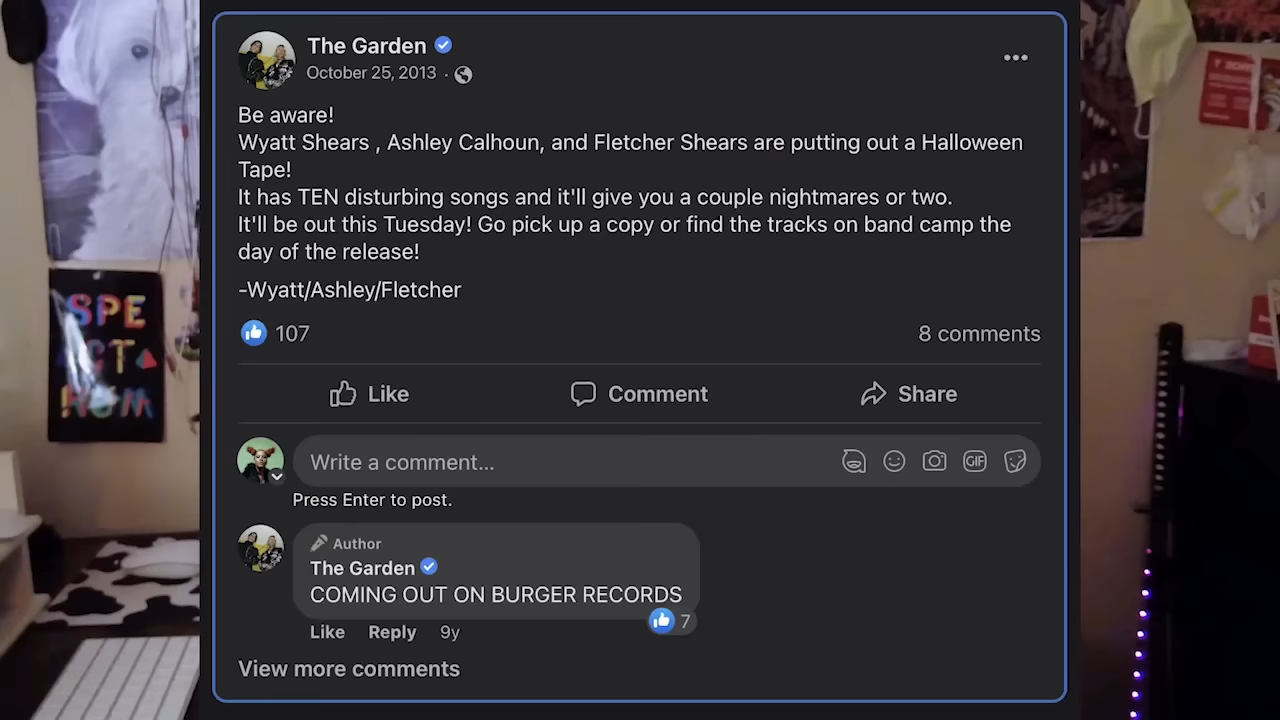 The Garden
October 25, 2013 ·
Be aware!
Wyatt Shears , Ashley Calhoun, and Fletcher Shears are putting out a Halloween
Tape!
It has TEN disturbing songs and it'll give you a couple nightmares or two.
It'll be out this Tuesday! Go pick up a copy or find the tracks on band camp the
day of the release!
-Wyatt/Ashley/Fletcher
107
8 comments
Like
Comment
Share
Write a comment...
GIF
Press Enter to post.
Author
The Garden
COMING OUT ON BURGER RECORDS
7
Like
Reply
9y
View more comments
SPE